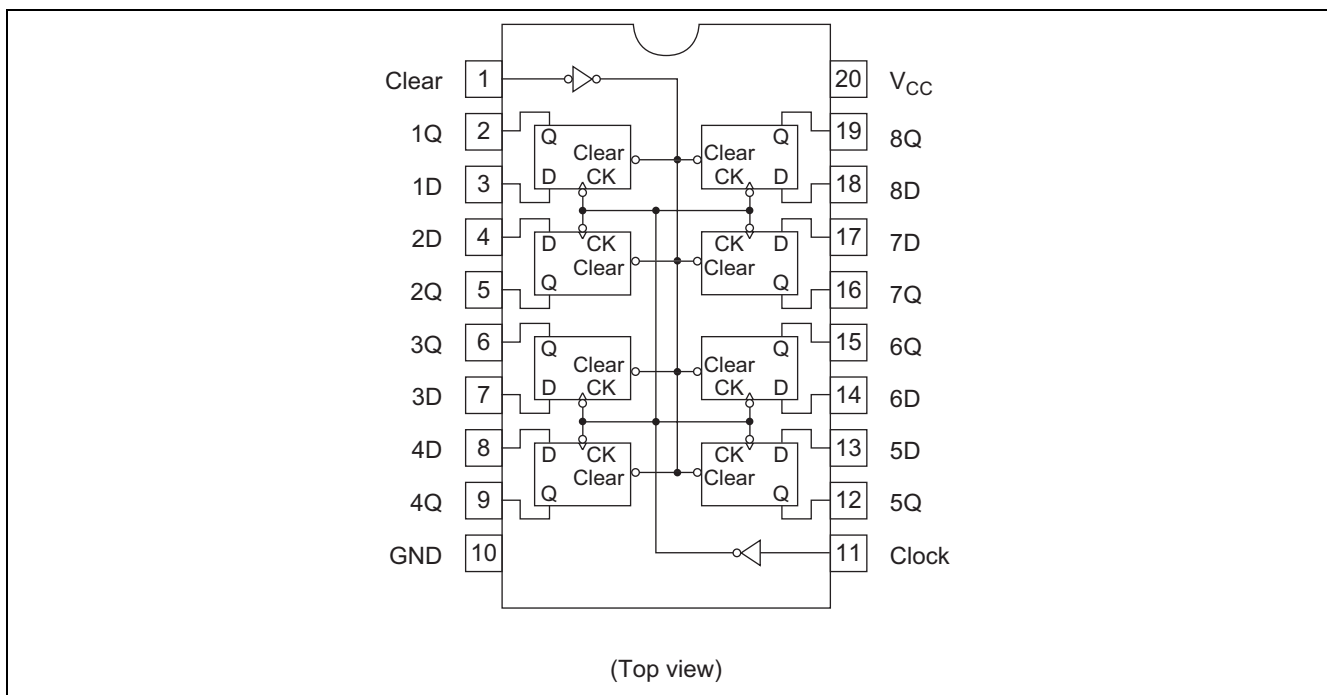 Clear 1 20 VCC
1Q 2 Q Q 19 8Q
Clear Clear
1D 3 D CK CK D 18 8D
2D 4 D CK CK D 17 7D
Clear Clear
2Q 5 Q Q 16 7Q
3Q 6 Q Q 15 6Q
Clear Clear
3D 7 D CK CK D 14 6D
4D 8 D CK CK D 13 5D
Clear Clear
4Q 9 Q Q 12 5Q
GND 10 11 Clock
(Top view)